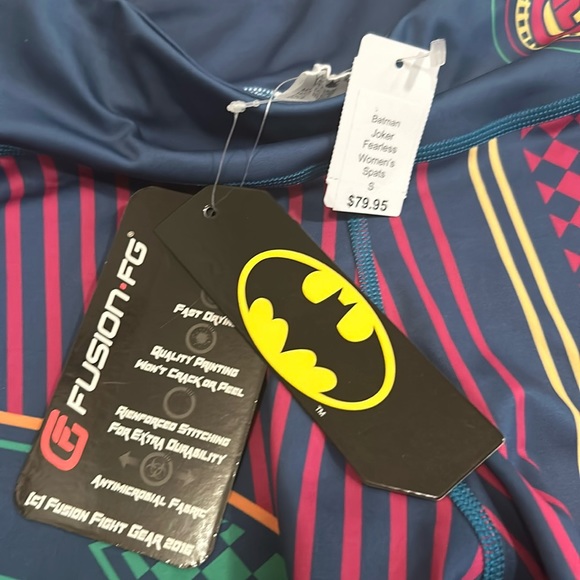 Batman
Joker
Fearless
Women's
Spats
S
$79.95
FUSION FG®
FAST DRYING
QUALITY PRINTING
WON'T CRACK OR PEEL
REINFORCED STITCHING
FOR EXTRA DURABILITY
ANTIMICROBIAL FABRIC
(C) FUSION FIGHT GEAR 2016
TM